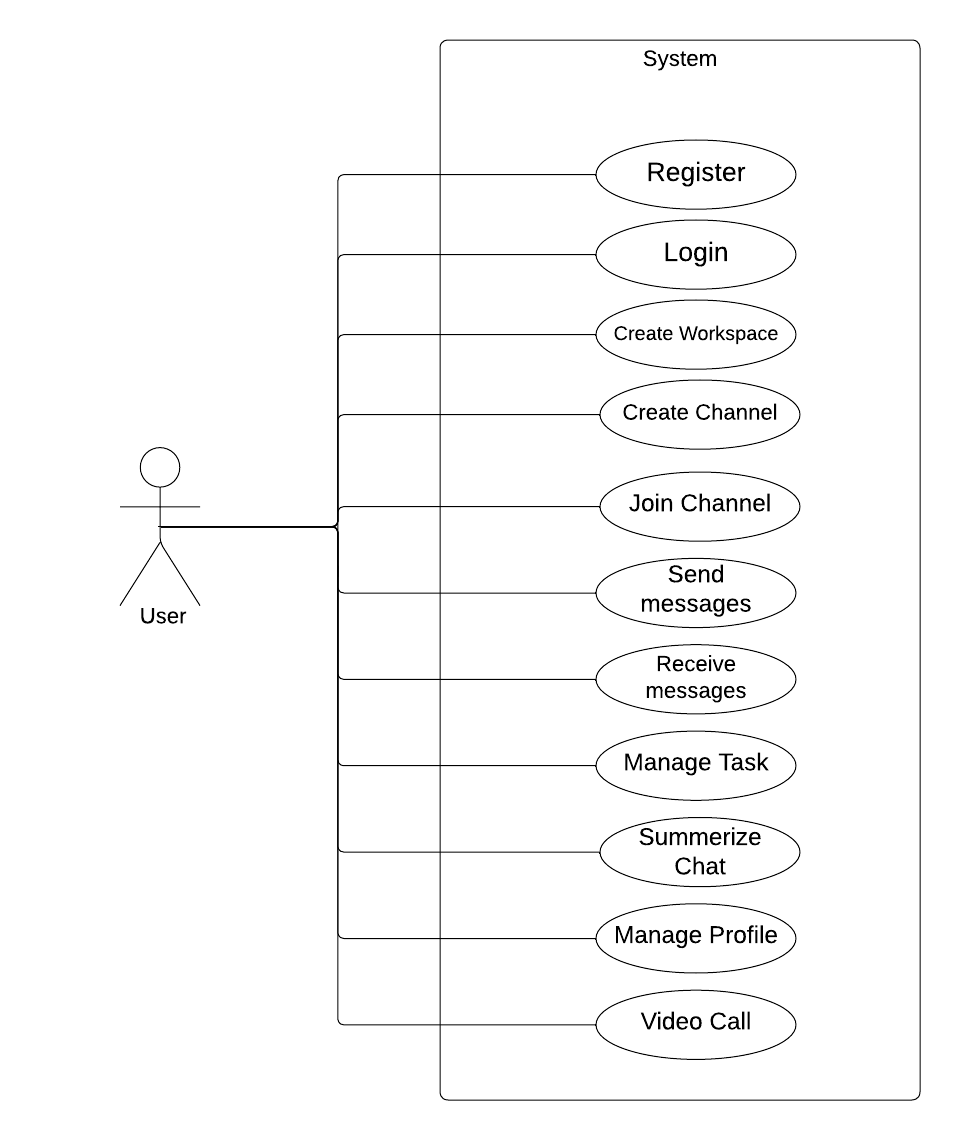 System
Register
Login
Create Workspace
Create Channel
Join Channel
Send
messages
Receive
messages
Manage Task
Summerize
Chat
Manage Profile
Video Call
User